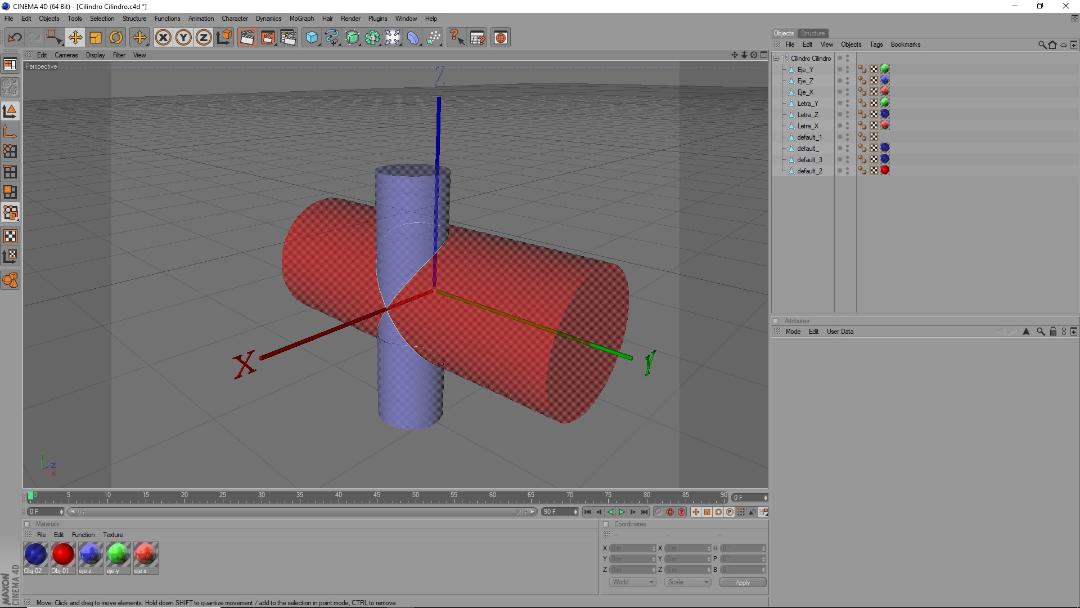 CINEMA 4D (64 Bit) - [Cilindro Cilindro.c4d *]
File Edit Objects Tools Selection Structure Functions Animation Character Dynamics MoGraph Hair Render Plugins Window Help
Edit Cameras Display Filter View
Perspective
Z
X
Y
Objects Structure
File Edit View Objects Tags Bookmarks
Cilindro Cilindro
Eje_Y
Eje_Z
Eje_X
Letra_Y
Letra_Z
Letra_X
default_1
default_
default_3
default_2
Attributes
Mode Edit User Data
0 5 10 15 20 25 30 35 40 45 50 55 60 65 70 75 80 85 90 0 F
0 F 90 F
Materials
File Edit Function Texture
Obj-02 Obj-01 eje-z eje-y eje-x
Coordinates
X X H
Y Y P
Z Z B
World Scale Apply
MAXON CINEMA 4D
Move: Click and drag to move elements. Hold down SHIFT to quantize movement / add to the selection in point mode, CTRL to remove